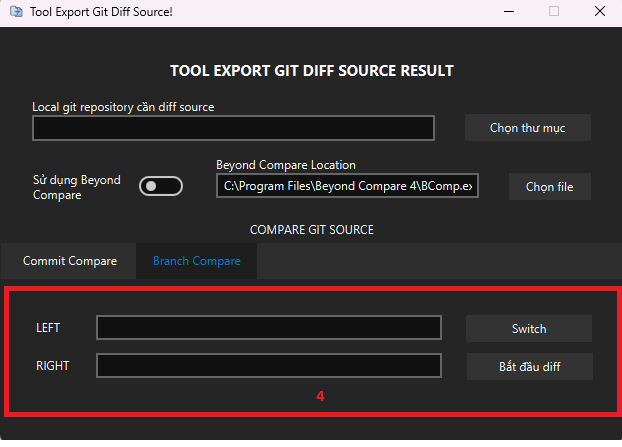 Tool Export Git Diff Source!
TOOL EXPORT GIT DIFF SOURCE RESULT
Local git repository cần diff source
Chọn thư mục
Sử dụng Beyond
Compare
Beyond Compare Location
C:\Program Files\Beyond Compare 4\BComp.ex
Chọn file
COMPARE GIT SOURCE
Commit Compare
Branch Compare
LEFT
Switch
RIGHT
Bắt đầu diff
4